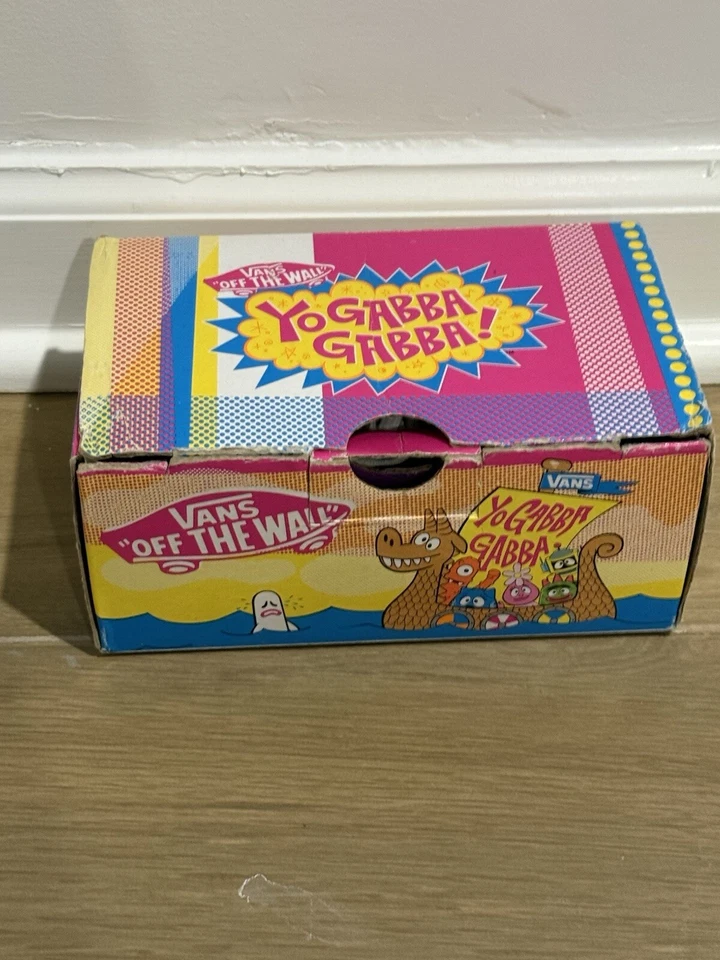 VANS
"OFF THE WALL"
YO GABBA
GABBA!
VANS
"OFF THE WALL"
VANS
YO GABBA
GABBA!